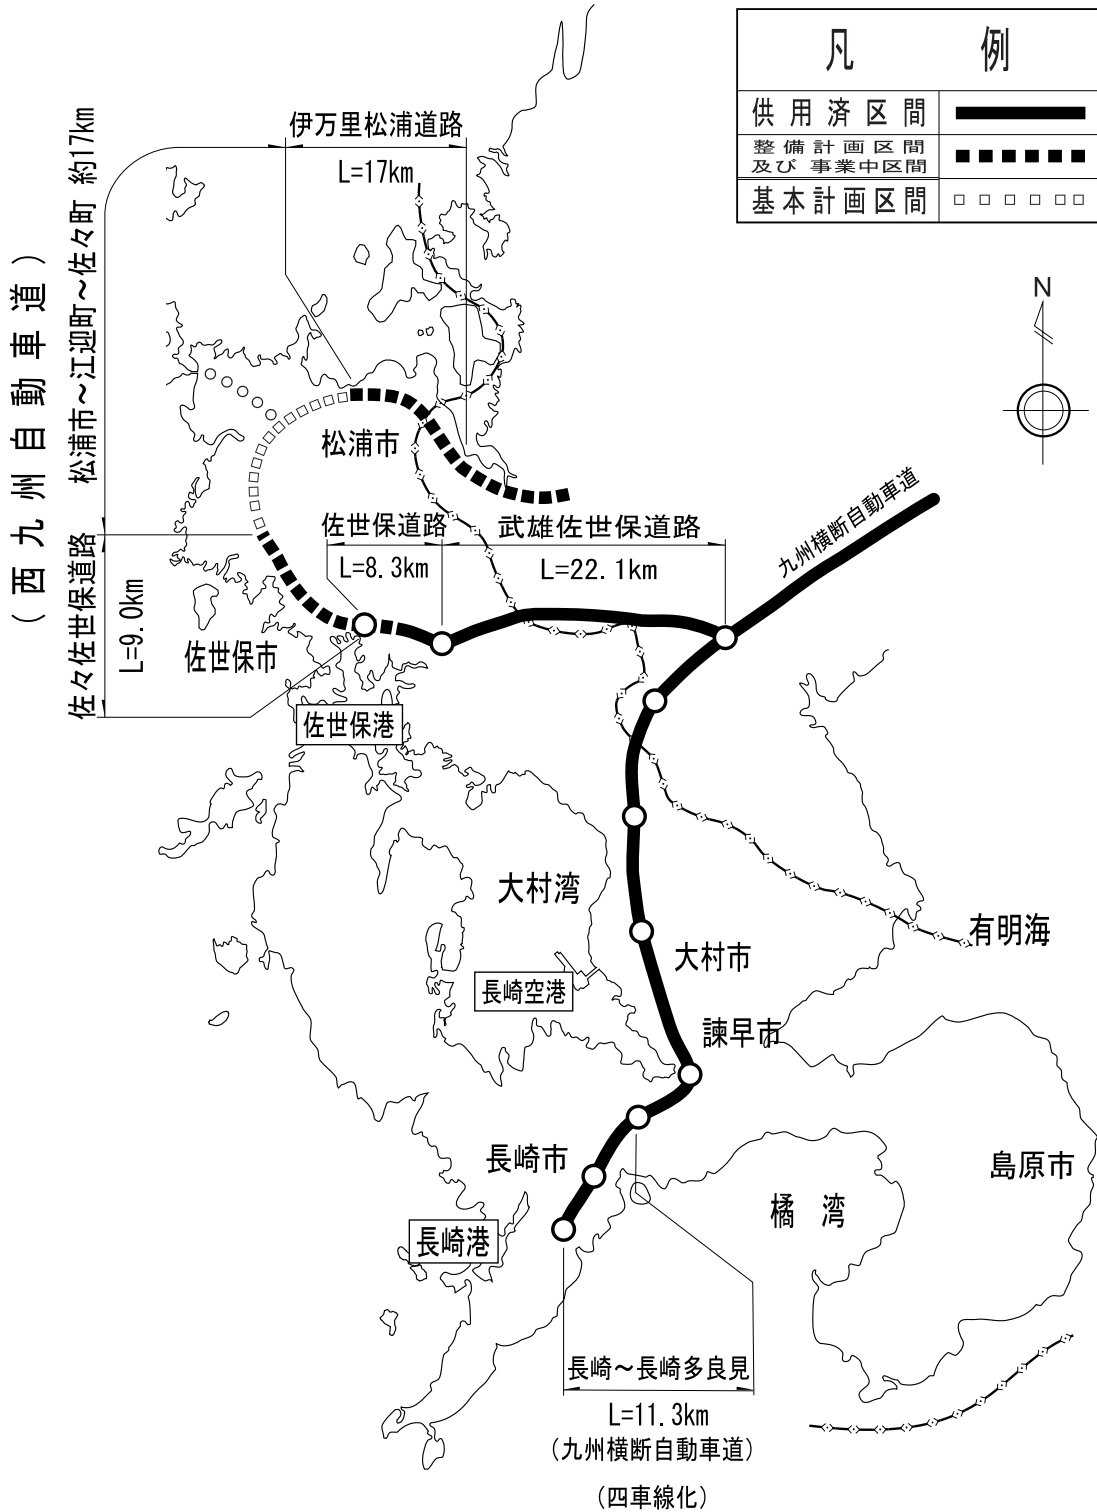 凡 例
供用済区間
整備計画区間
及び 事業中区間
基本計画区間
伊万里松浦道路
L=17km
(西九州自動車道)
松浦市～江迎町～佐々町 約17km
佐々佐世保道路
L=9.0km
N
松浦市
佐世保道路
L=8.3km
武雄佐世保道路
L=22.1km
九州横断自動車道
佐世保市
佐世保港
大村湾
長崎空港
大村市
有明海
諫早市
長崎市
長崎港
橘 湾
島原市
長崎～長崎多良見
L=11.3km
(九州横断自動車道)
(四車線化)